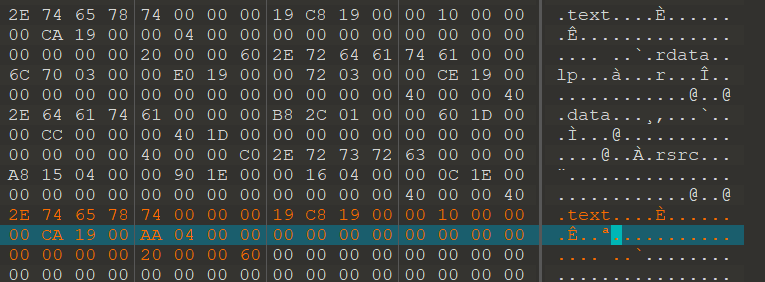 2E 74 65 78 74 00 00 00 19 C8 19 00 00 10 00 00 .text....È......
00 CA 19 00 00 04 00 00 00 00 00 00 00 00 00 00 .Ê..............
00 00 00 00 20 00 00 60 2E 72 64 61 74 61 00 00 .... ..`.rdata..
6C 70 03 00 00 E0 19 00 00 72 03 00 00 CE 19 00 lp...à...r...Î..
00 00 00 00 00 00 00 00 00 00 00 00 40 00 00 40 ............@..@
2E 64 61 74 61 00 00 00 B8 2C 01 00 00 60 1D 00 .data...¸,...`..
00 CC 00 00 00 40 1D 00 00 00 00 00 00 00 00 00 .Ì...@..........
00 00 00 00 40 00 00 C0 2E 72 73 72 63 00 00 00 ....@..À.rsrc...
A8 15 04 00 00 90 1E 00 00 16 04 00 00 0C 1E 00 ¨...............
00 00 00 00 00 00 00 00 00 00 00 00 40 00 00 40 ............@..@
2E 74 65 78 74 00 00 00 19 C8 19 00 00 10 00 00 .text....È......
00 CA 19 00 AA 04 00 00 00 00 00 00 00 00 00 00 .Ê..ª...........
00 00 00 00 20 00 00 60 00 00 00 00 00 00 00 00 .... ..`........
00 00 00 00 00 00 00 00 00 00 00 00 00 00 00 00 ................